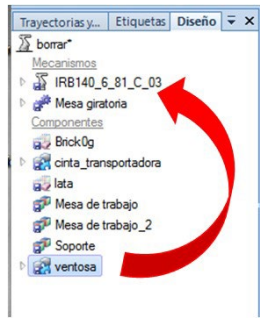 Trayectorias y... Etiquetas Diseño
borrar*
Mecanismos
IRB140_6_81_C_03
Mesa giratoria
Componentes
Brick0g
cinta_transportadora
lata
Mesa de trabajo
Mesa de trabajo_2
Soporte
ventosa